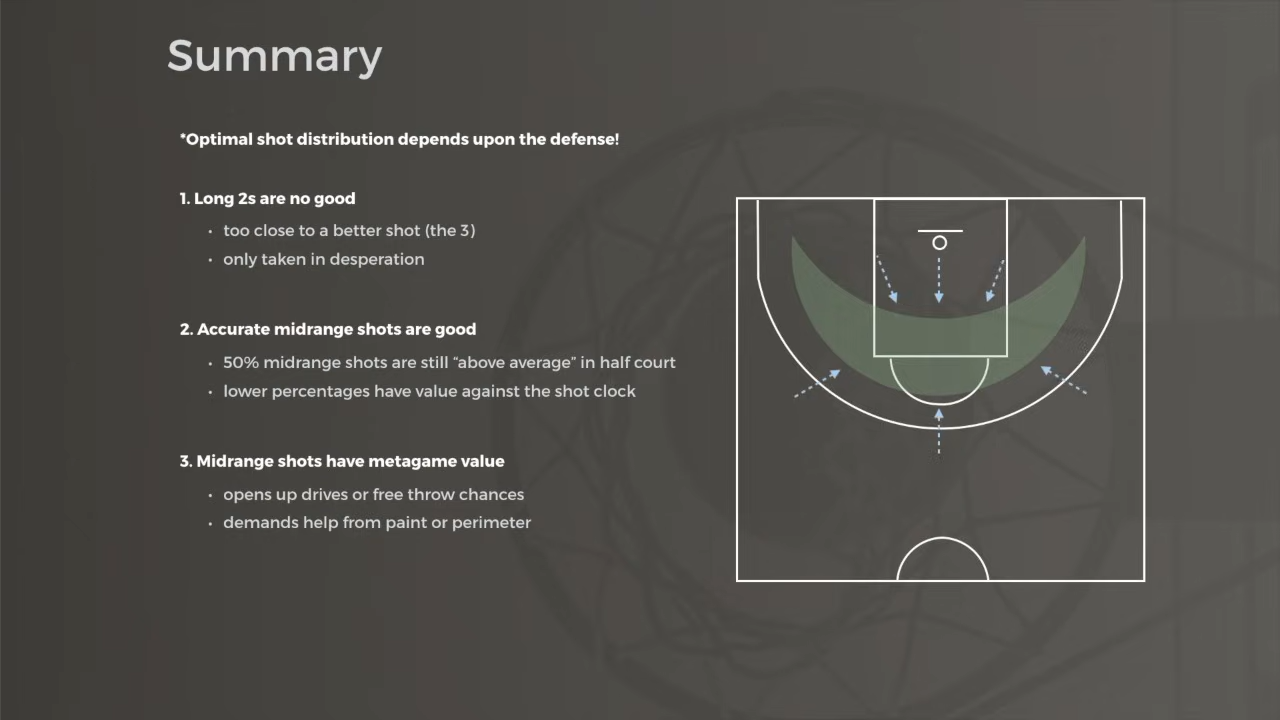 Summary
*Optimal shot distribution depends upon the defense!
1. Long 2s are no good
• too close to a better shot (the 3)
• only taken in desperation
2. Accurate midrange shots are good
• 50% midrange shots are still “above average” in half court
• lower percentages have value against the shot clock
3. Midrange shots have metagame value
• opens up drives or free throw chances
• demands help from paint or perimeter